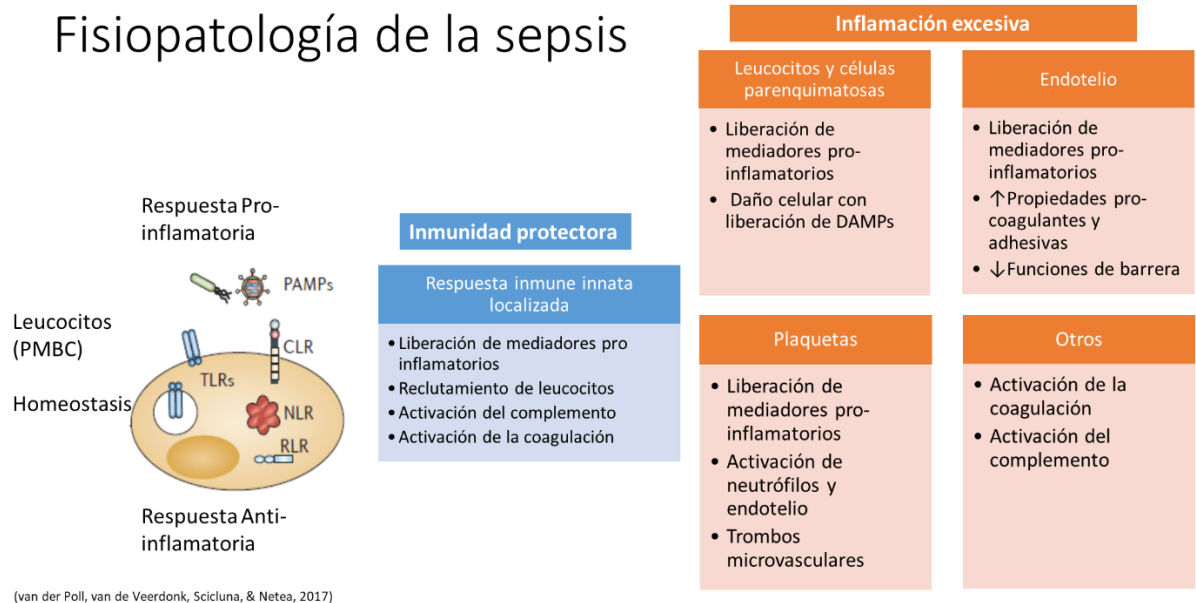 Fisiopatología de la sepsis
Respuesta Pro-
inflamatoria
PAMPs
Leucocitos
(PMBC)
CLR
TLRs
Homeostasis
NLR
RLR
Respuesta Anti-
inflamatoria
Inmunidad protectora
Respuesta inmune innata
localizada
• Liberación de mediadores pro
inflamatorios
• Reclutamiento de leucocitos
• Activación del complemento
• Activación de la coagulación
Inflamación excesiva
Leucocitos y células
parenquimatosas
• Liberación de
mediadores pro-
inflamatorios
• Daño celular con
liberación de DAMPs
Endotelio
• Liberación de
mediadores pro-
inflamatorios
• ↑Propiedades pro-
coagulantes y
adhesivas
• ↓Funciones de barrera
Plaquetas
• Liberación de
mediadores pro-
inflamatorios
• Activación de
neutrófilos y
endotelio
• Trombos
microvasculares
Otros
• Activación de la
coagulación
• Activación del
complemento
(van der Poll, van de Veerdonk, Scicluna, & Netea, 2017)